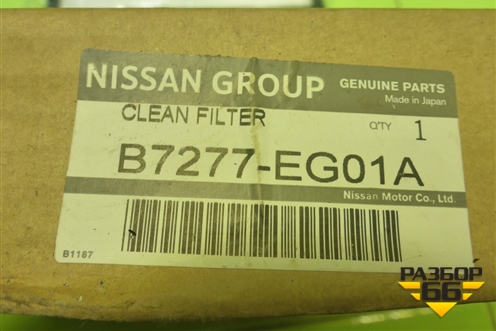 NISSAN GROUP
GENUINE PARTS
Made in Japan
CLEAN FILTER
Q'TY 1
B7277-EG01A
Nissan Motor Co., Ltd.
B1187
РАЗБОР
66